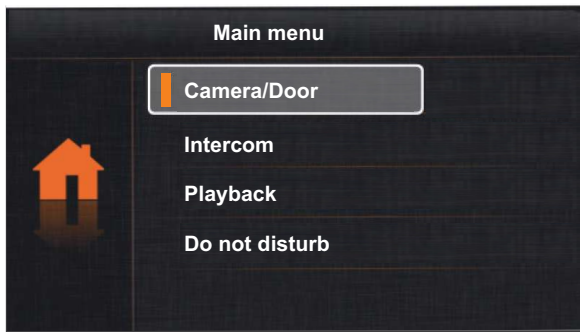 Main menu
Camera/Door
Intercom
Playback
Do not disturb